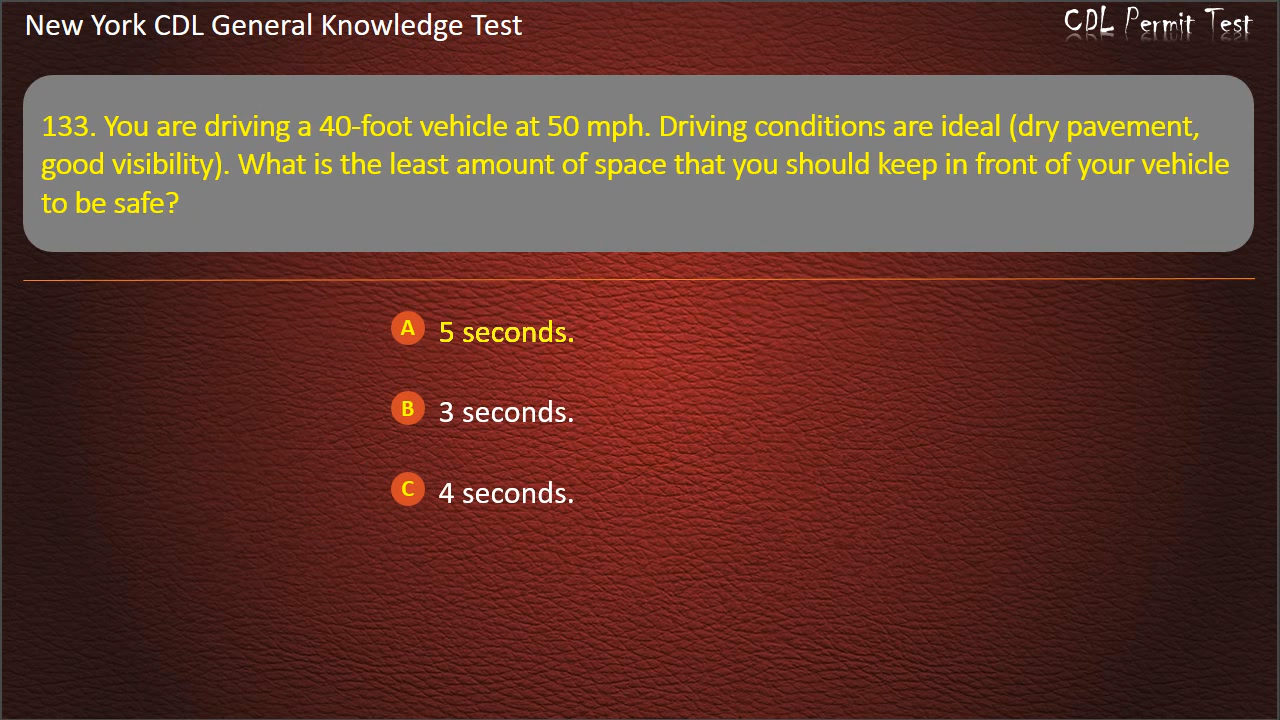 New York CDL General Knowledge Test
CDL Permit Test
133. You are driving a 40-foot vehicle at 50 mph. Driving conditions are ideal (dry pavement,
good visibility). What is the least amount of space that you should keep in front of your vehicle
to be safe?
A 5 seconds.
B 3 seconds.
C 4 seconds.